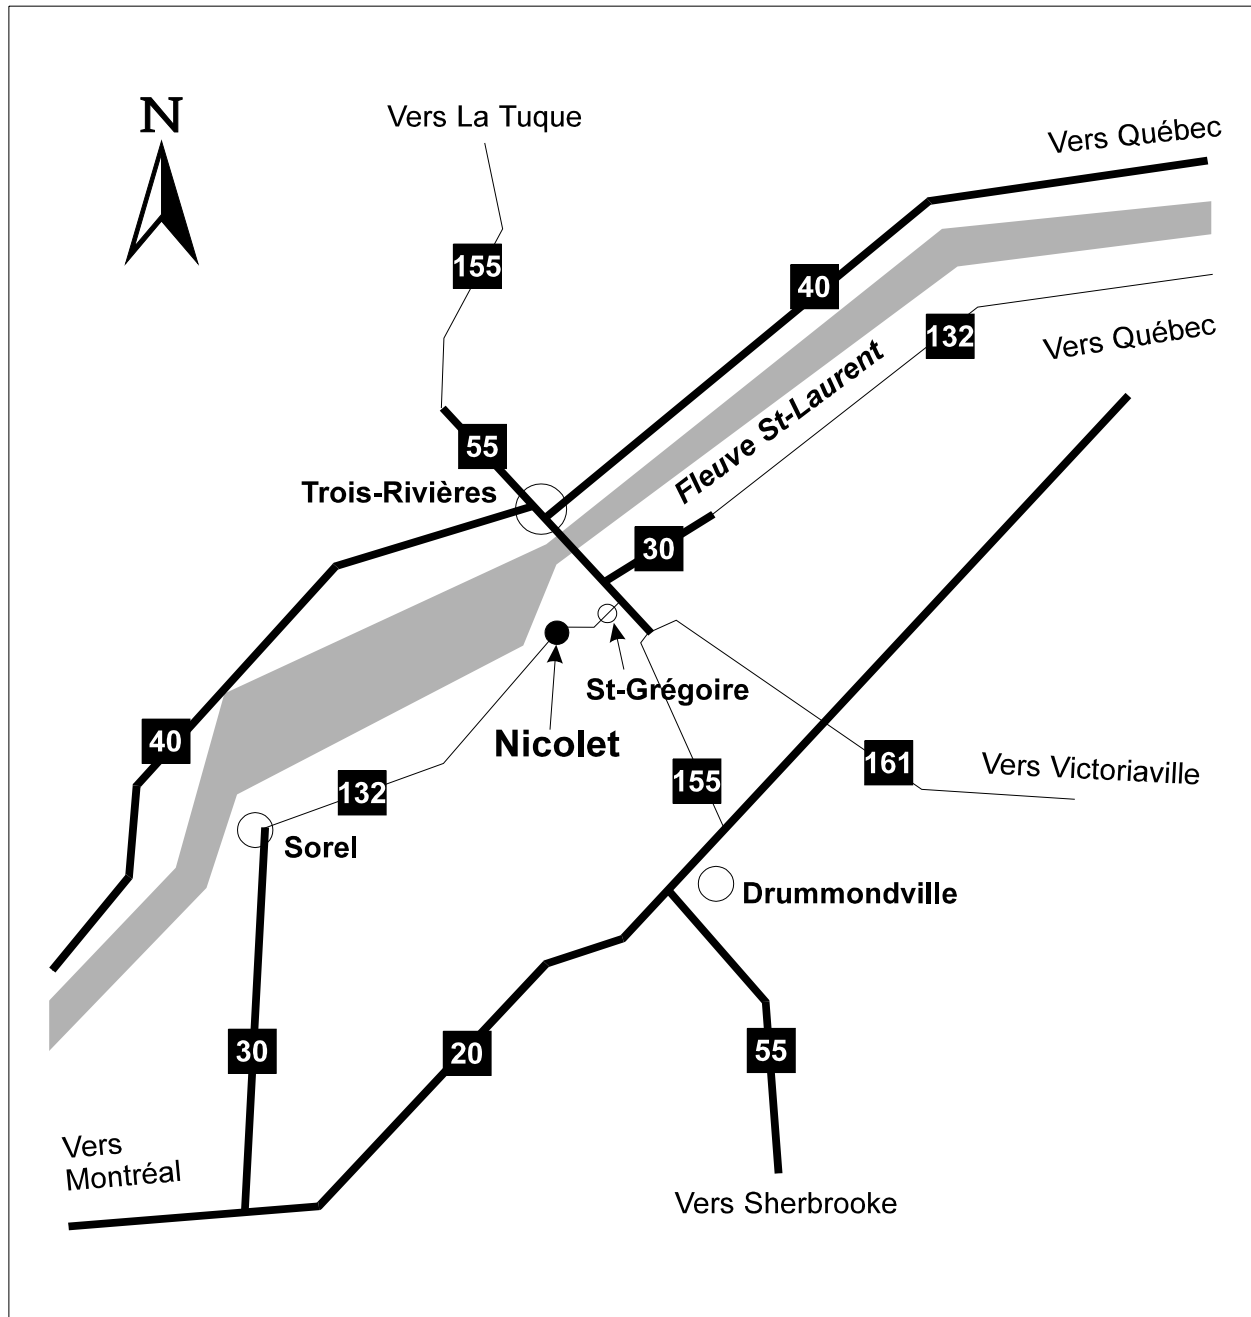 N
Vers La Tuque
Vers Québec
155
40
132
Vers Québec
Fleuve St-Laurent
55
Trois-Rivières
30
St-Grégoire
Nicolet
40
161
Vers Victoriaville
155
132
Sorel
Drummondville
30
20
55
Vers
Montréal
Vers Sherbrooke